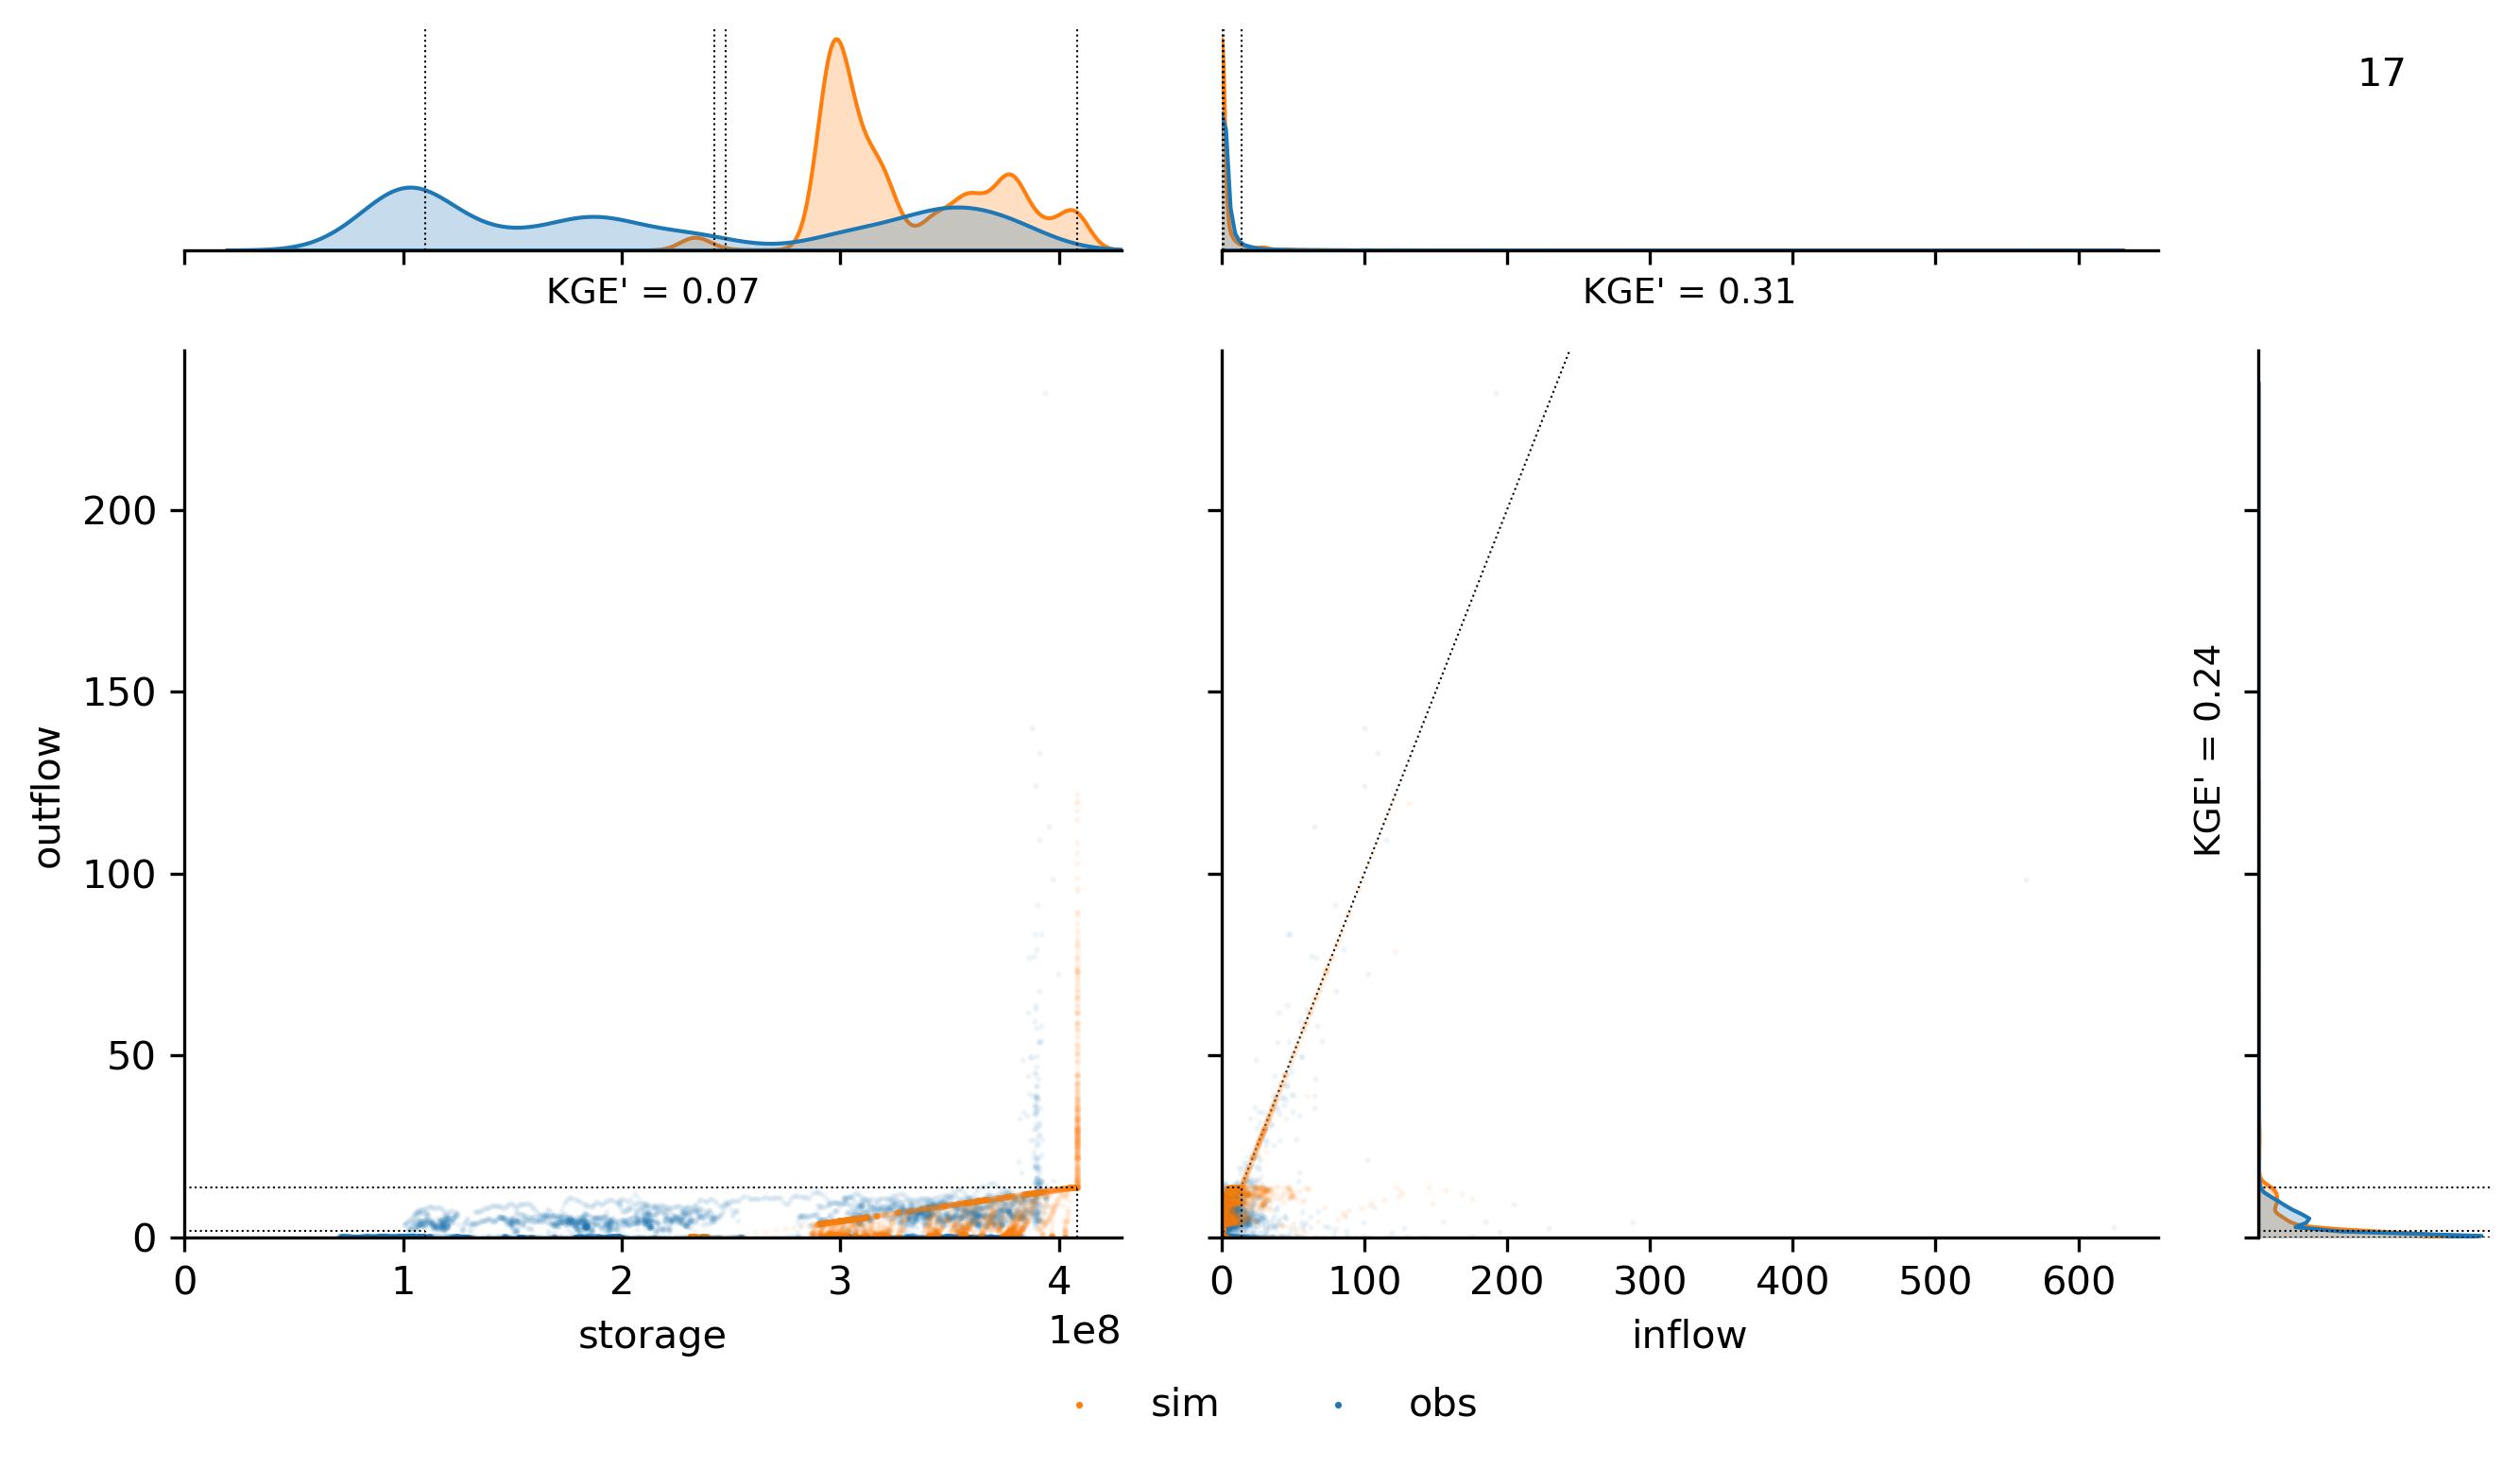 17
KGE' = 0.07
KGE' = 0.31
outflow
200
150
100
50
0
KGE' = 0.24
0 1 2 3 4
1e8
storage
0 100 200 300 400 500 600
inflow
sim obs